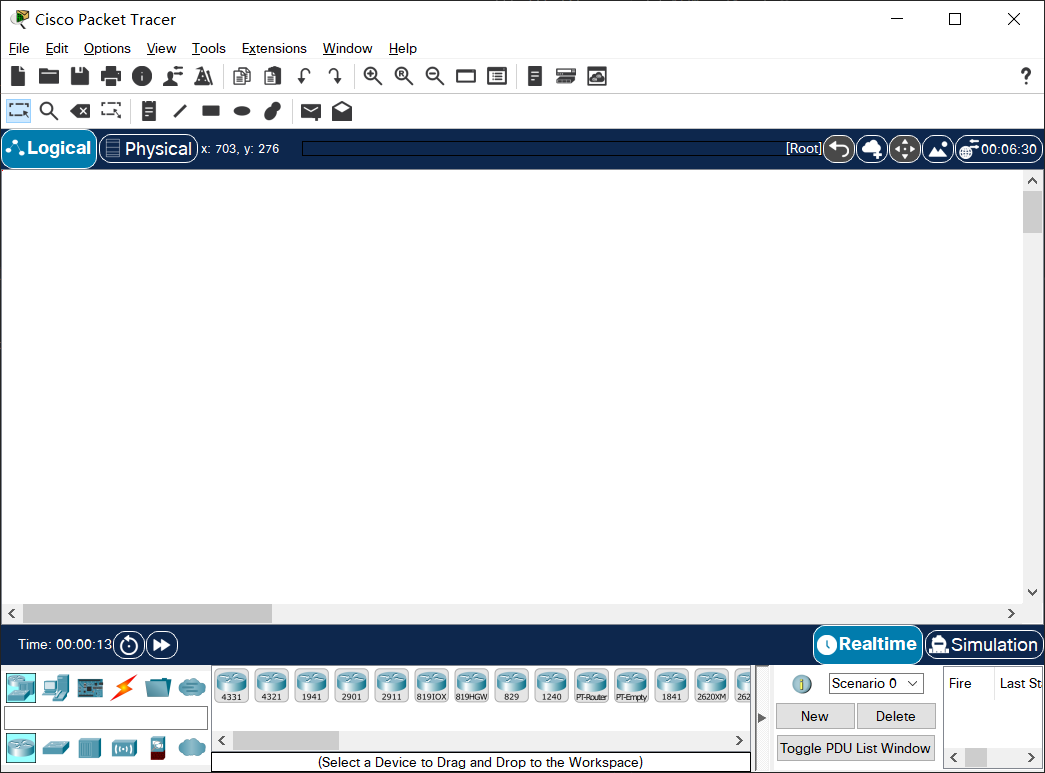 Cisco Packet Tracer
File Edit Options View Tools Extensions Window Help
Logical Physical x: 703, y: 276 [Root] 00:06:30
Time: 00:00:13 Realtime Simulation
4331 4321 1941 2901 2911 819IOX 819HGW 829 1240 PT-Router PT-Empty 1841 2620XM 262
Scenario 0 Fire Last St
New Delete
Toggle PDU List Window
(Select a Device to Drag and Drop to the Workspace)